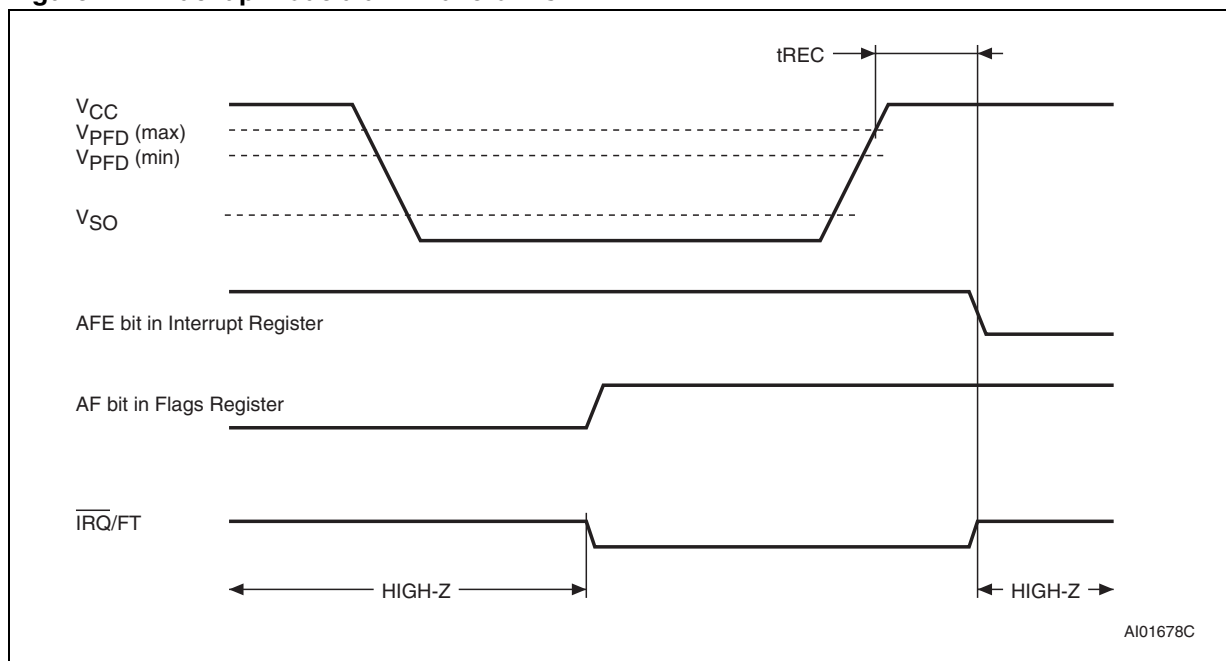 tREC
VCC
VPFD (max)
VPFD (min)
VSO
AFE bit in Interrupt Register
AF bit in Flags Register
IRQ/FT
HIGH-Z
HIGH-Z
AI01678C